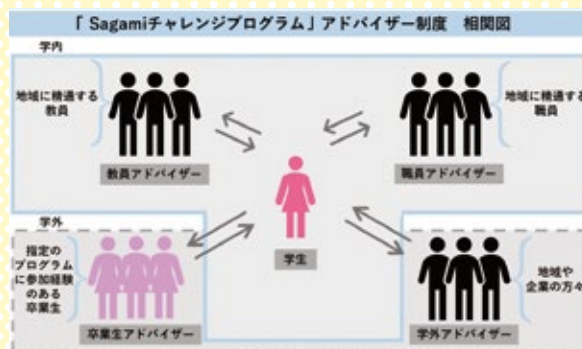 「 Sagamiチャレンジプログラム」アドバイザー制度　相関図
学内
地域に精通する
教員
教員アドバイザー
地域に精通する
職員
職員アドバイザー
学生
学外
指定の
プログラム
に参加経験
のある
卒業生
卒業生アドバイザー
地域や
企業の方々
学外アドバイザー